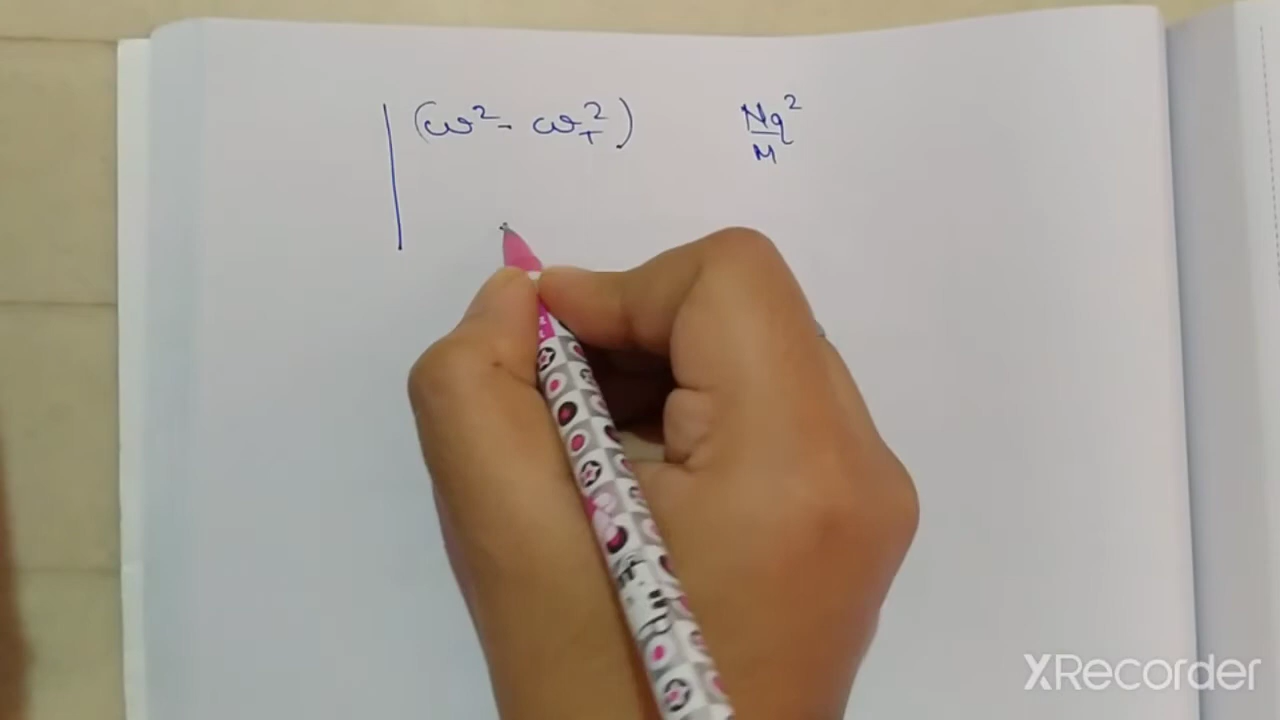 | (ω² - ω_T²) Nq²/M
XRecorder